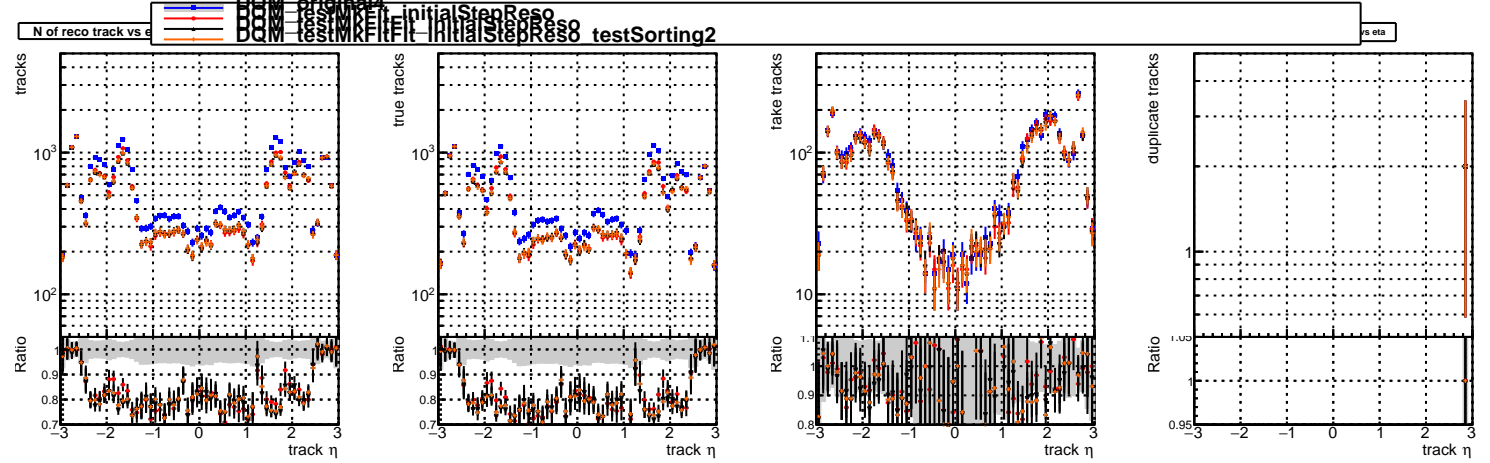 DQM_original4
DQM_testMkFit_initialStepReso
DQM_testMkFitFit_initialStepReso
DQM_testMkFitFit_initialStepReso_testSorting2
N of reco track vs e
vs eta
tracks
10³
10²
Ratio
1
0.9
0.8
0.7
−3 −2 −1 0 1 2 3
track η
true tracks
10³
10²
Ratio
1
0.9
0.8
0.7
−3 −2 −1 0 1 2 3
track η
fake tracks
10²
10
Ratio
1.1
1
0.9
0.8
−3 −2 −1 0 1 2 3
track η
duplicate tracks
1
Ratio
1.05
1
0.95
−3 −2 −1 0 1 2 3
track η